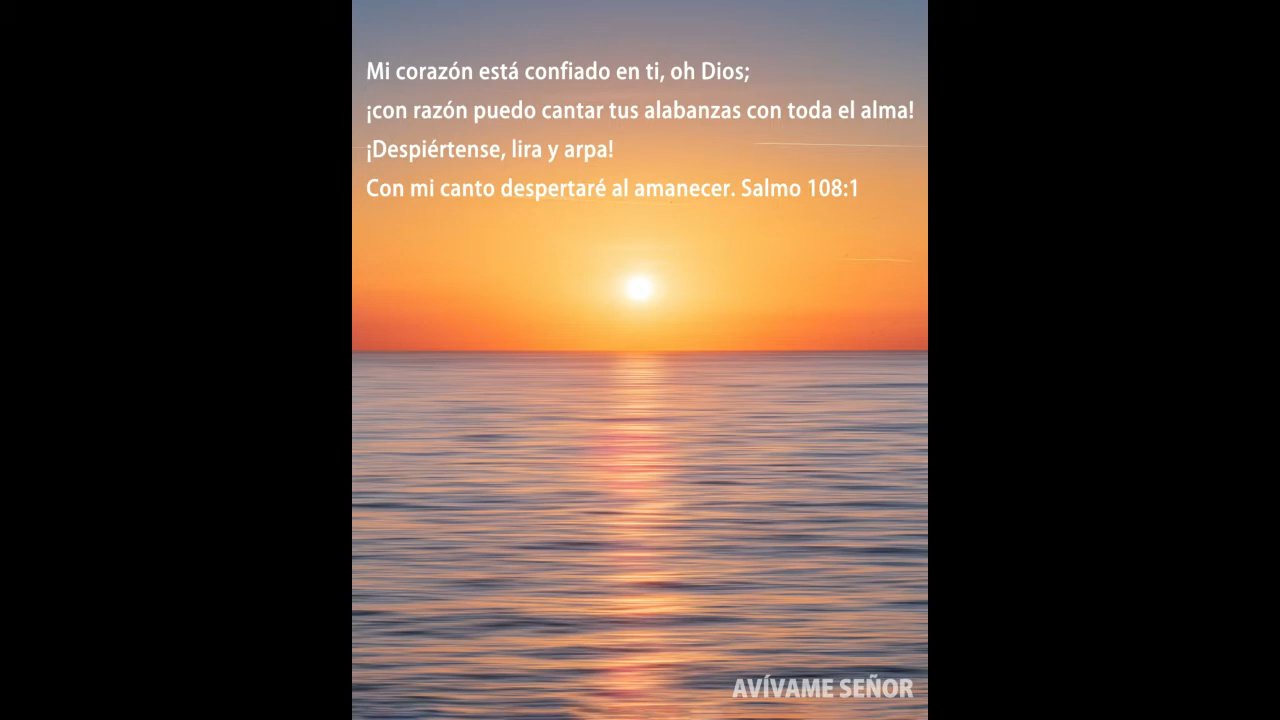 Mi corazón está confiado en ti, oh Dios;
¡con razón puedo cantar tus alabanzas con toda el alma!
¡Despiértense, lira y arpa!
Con mi canto despertaré al amanecer. Salmo 108:1
AVÍVAME SEÑOR